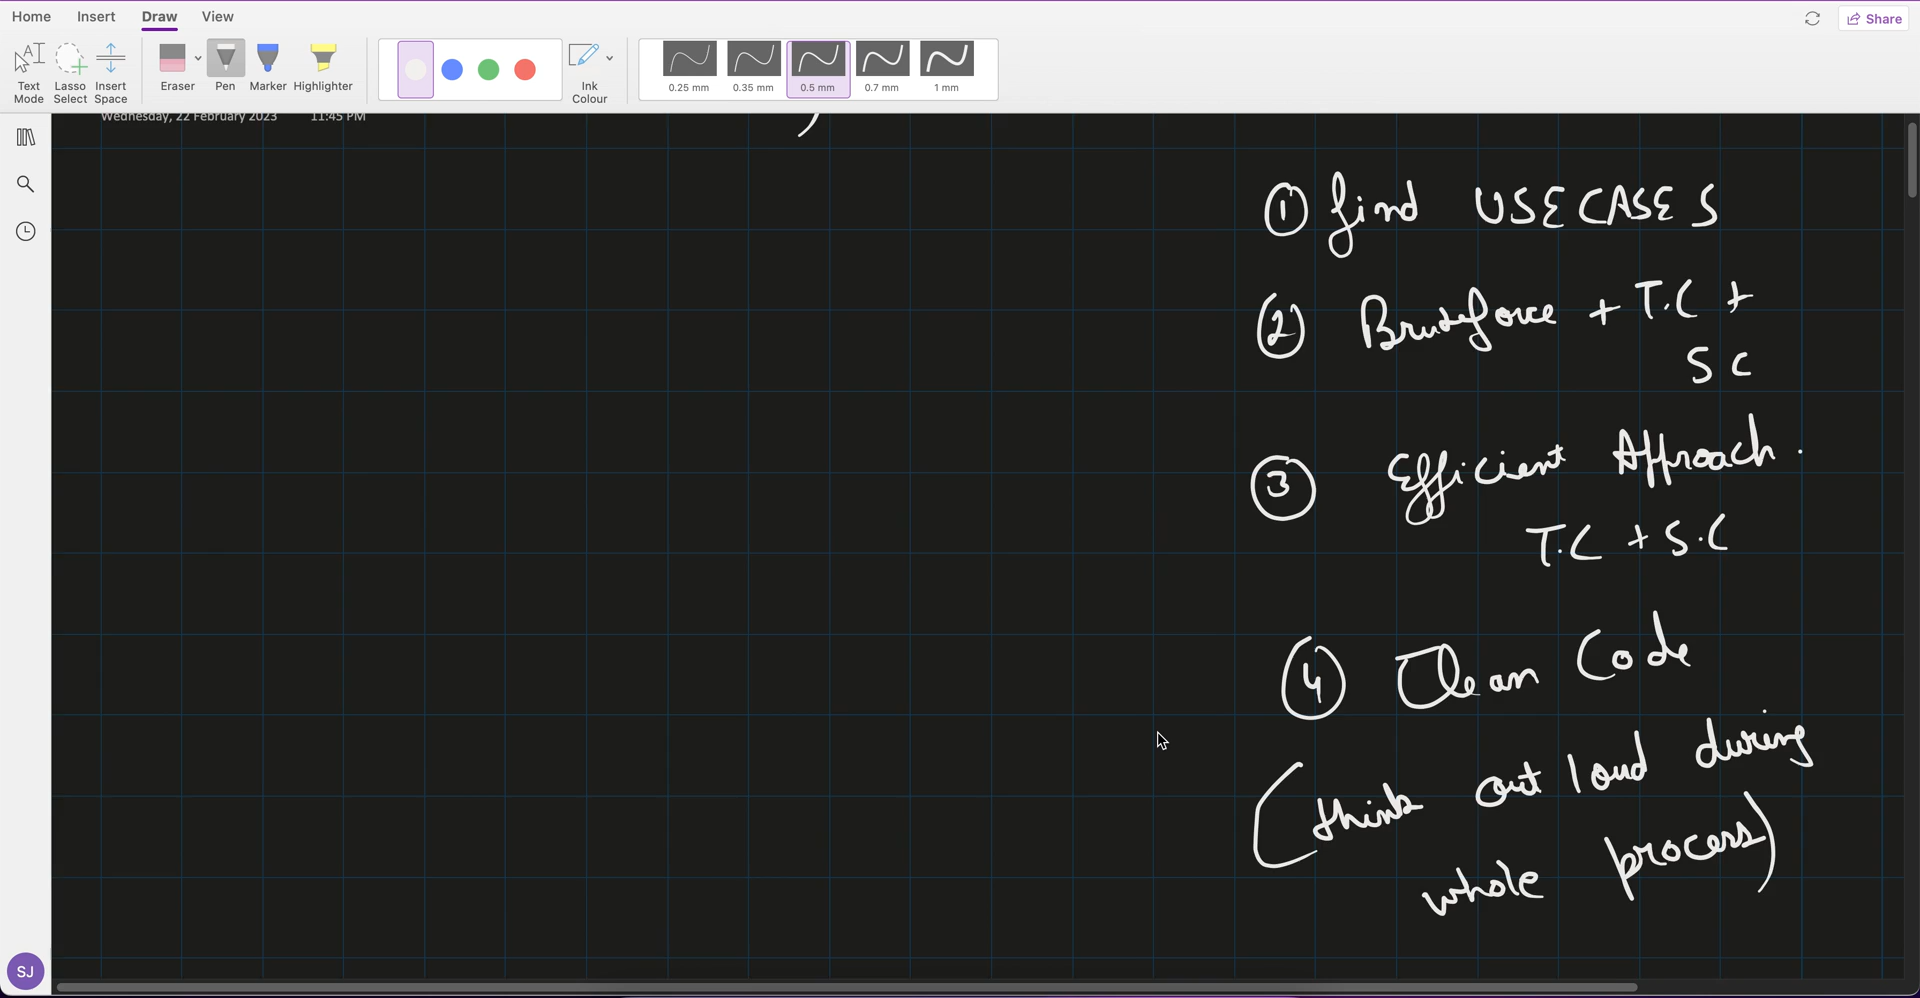 Home Insert Draw View
Share
Text Mode
Lasso Select
Insert Space
Eraser
Pen
Marker
Highlighter
Ink Colour
0.25 mm
0.35 mm
0.5 mm
0.7 mm
1 mm
Wednesday, 22 February 2023 11:45 PM
① find USECASES
② Bruteforce + T.C +
S C
③ Efficient Approach.
T.C + S.C
④ Clean Code
(think out loud during
whole process)
SJ